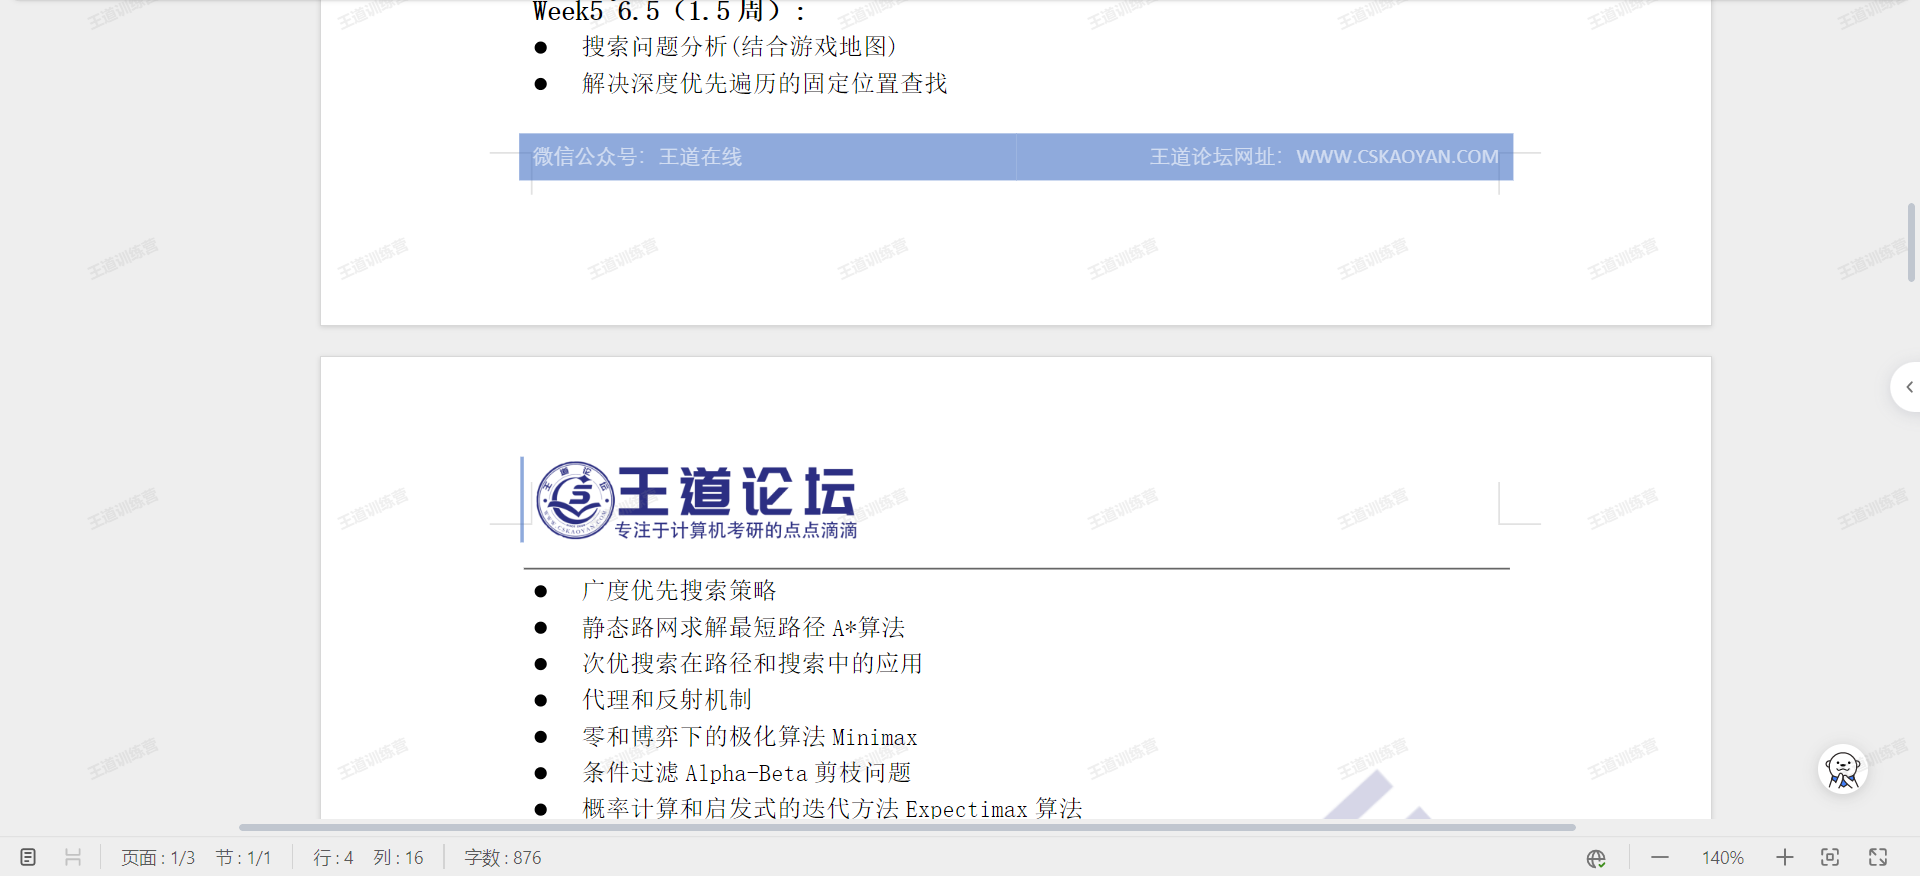 Week5~6.5（1.5周）:
● 搜索问题分析(结合游戏地图)
● 解决深度优先遍历的固定位置查找
微信公众号：王道在线
王道论坛网址：WWW.CSKAOYAN.COM
王道论坛
专注于计算机考研的点点滴滴
● 广度优先搜索策略
● 静态路网求解最短路径 A*算法
● 次优搜索在路径和搜索中的应用
● 代理和反射机制
● 零和博弈下的极化算法 Minimax
● 条件过滤 Alpha-Beta 剪枝问题
● 概率计算和启发式的迭代方法 Expectimax 算法
王道训练营
页面 : 1/3 节 : 1/1 行 : 4 列 : 16 字数 : 876 140%